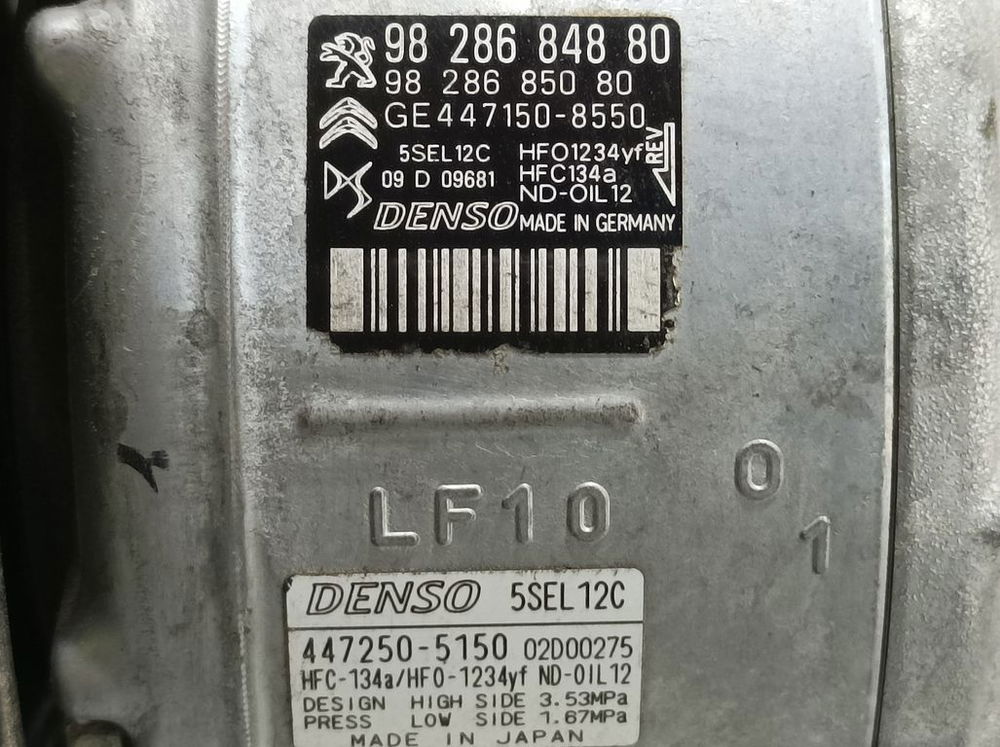 98 286 848 80
98 286 850 80
GE447150-8550
5SEL12C HFO1234yf
09 D 09681 HFC134a
ND-OIL12
REV
DENSO MADE IN GERMANY
LF10
0
1
DENSO 5SEL12C
447250-5150 02D00275
HFC-134a/HFO-1234yf ND-OIL12
DESIGN HIGH SIDE 3.53MPa
PRESS LOW SIDE 1.67MPa
MADE IN JAPAN